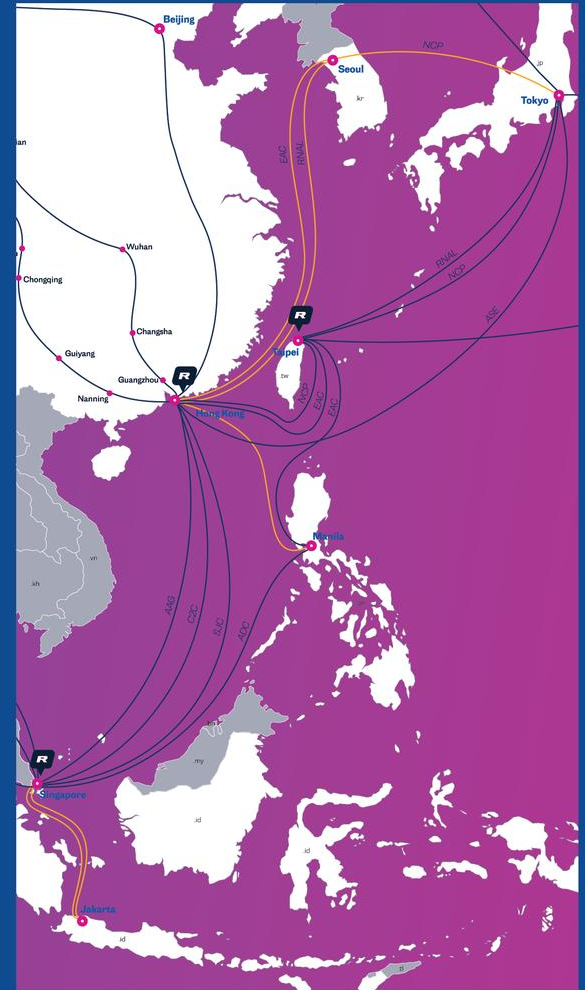 Beijing
NCP
Seoul
.jp
.kr
Tokyo
ian
EAC
RNAL
Wuhan
RNAL
NCP
Chongqing
ASE
R
Changsha
Taipei
Guiyang
R
.tw
Guangzhou
NCP
EAC
EAC
Nanning
Hong Kong
Manila
.vn
.kh
AAG
C2C
SJC
ADC
R
.my
Singapore
.id
.id
Jakarta
.id
.tl